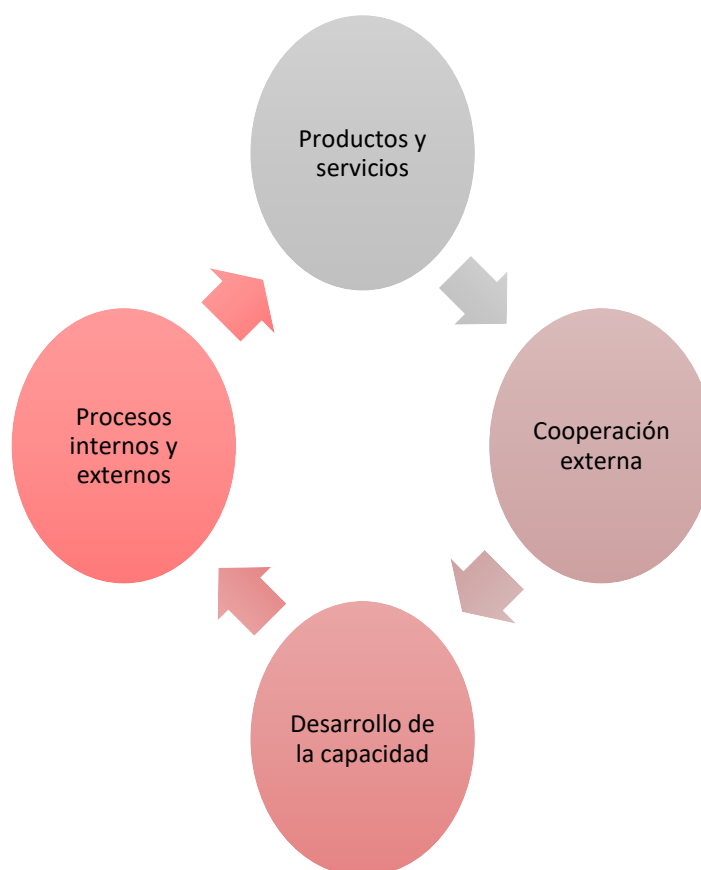 Productos y
servicios
Cooperación
externa
Desarrollo de
la capacidad
Procesos
internos y
externos